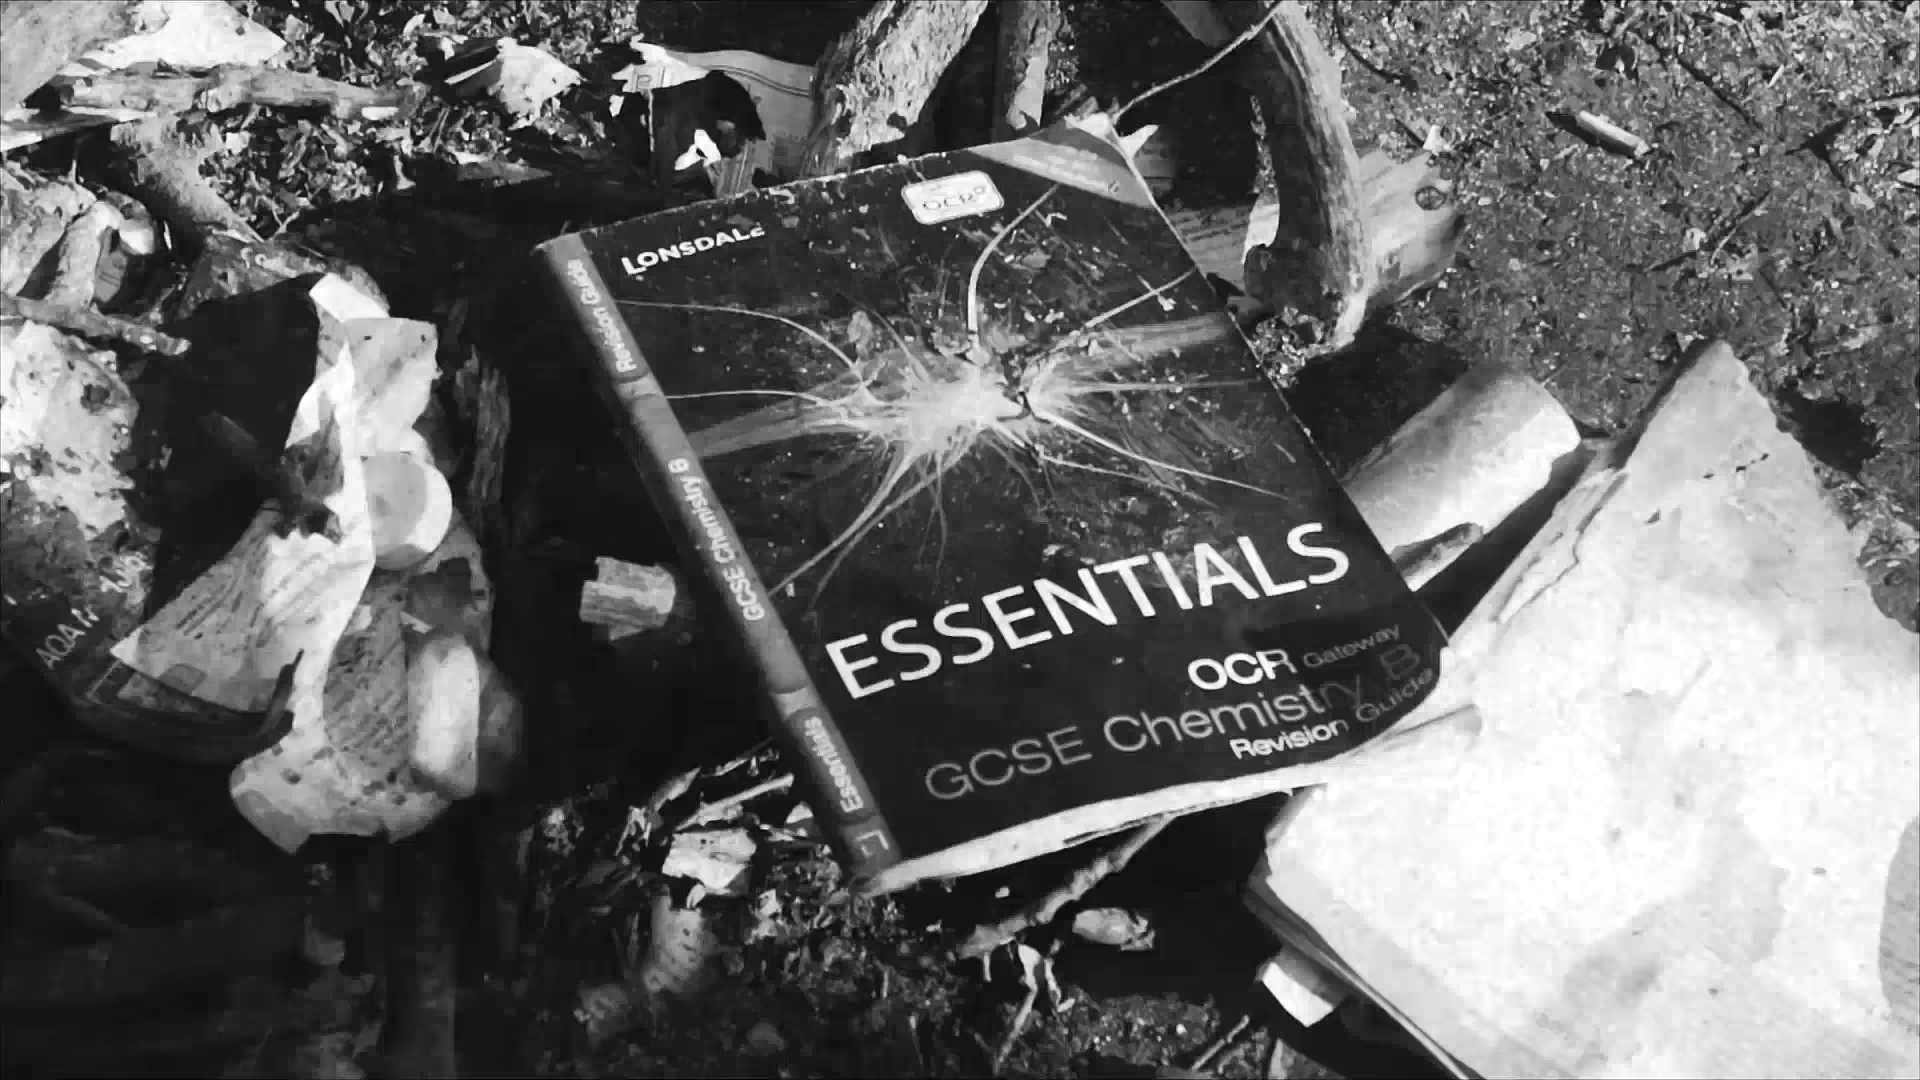 LONSDALE
OCR
ESSENTIALS
OCR Gateway
GCSE Chemistry B
Revision Guide
Essentials GCSE Chemistry B Revision Guide
AQA